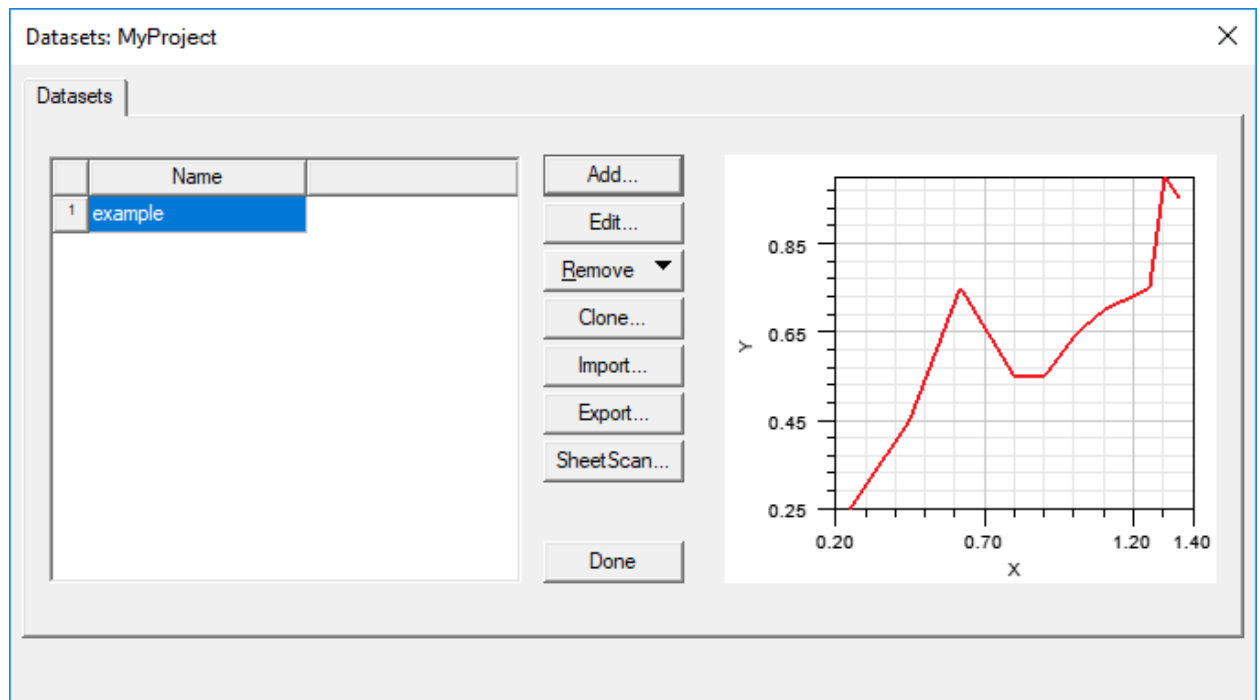 Datasets: MyProject
Datasets
Name
1 example
Add...
Edit...
Remove
Clone...
Import...
Export...
SheetScan...
Done
0.85
0.65
0.45
0.25
Y
0.20 0.70 1.20 1.40
X